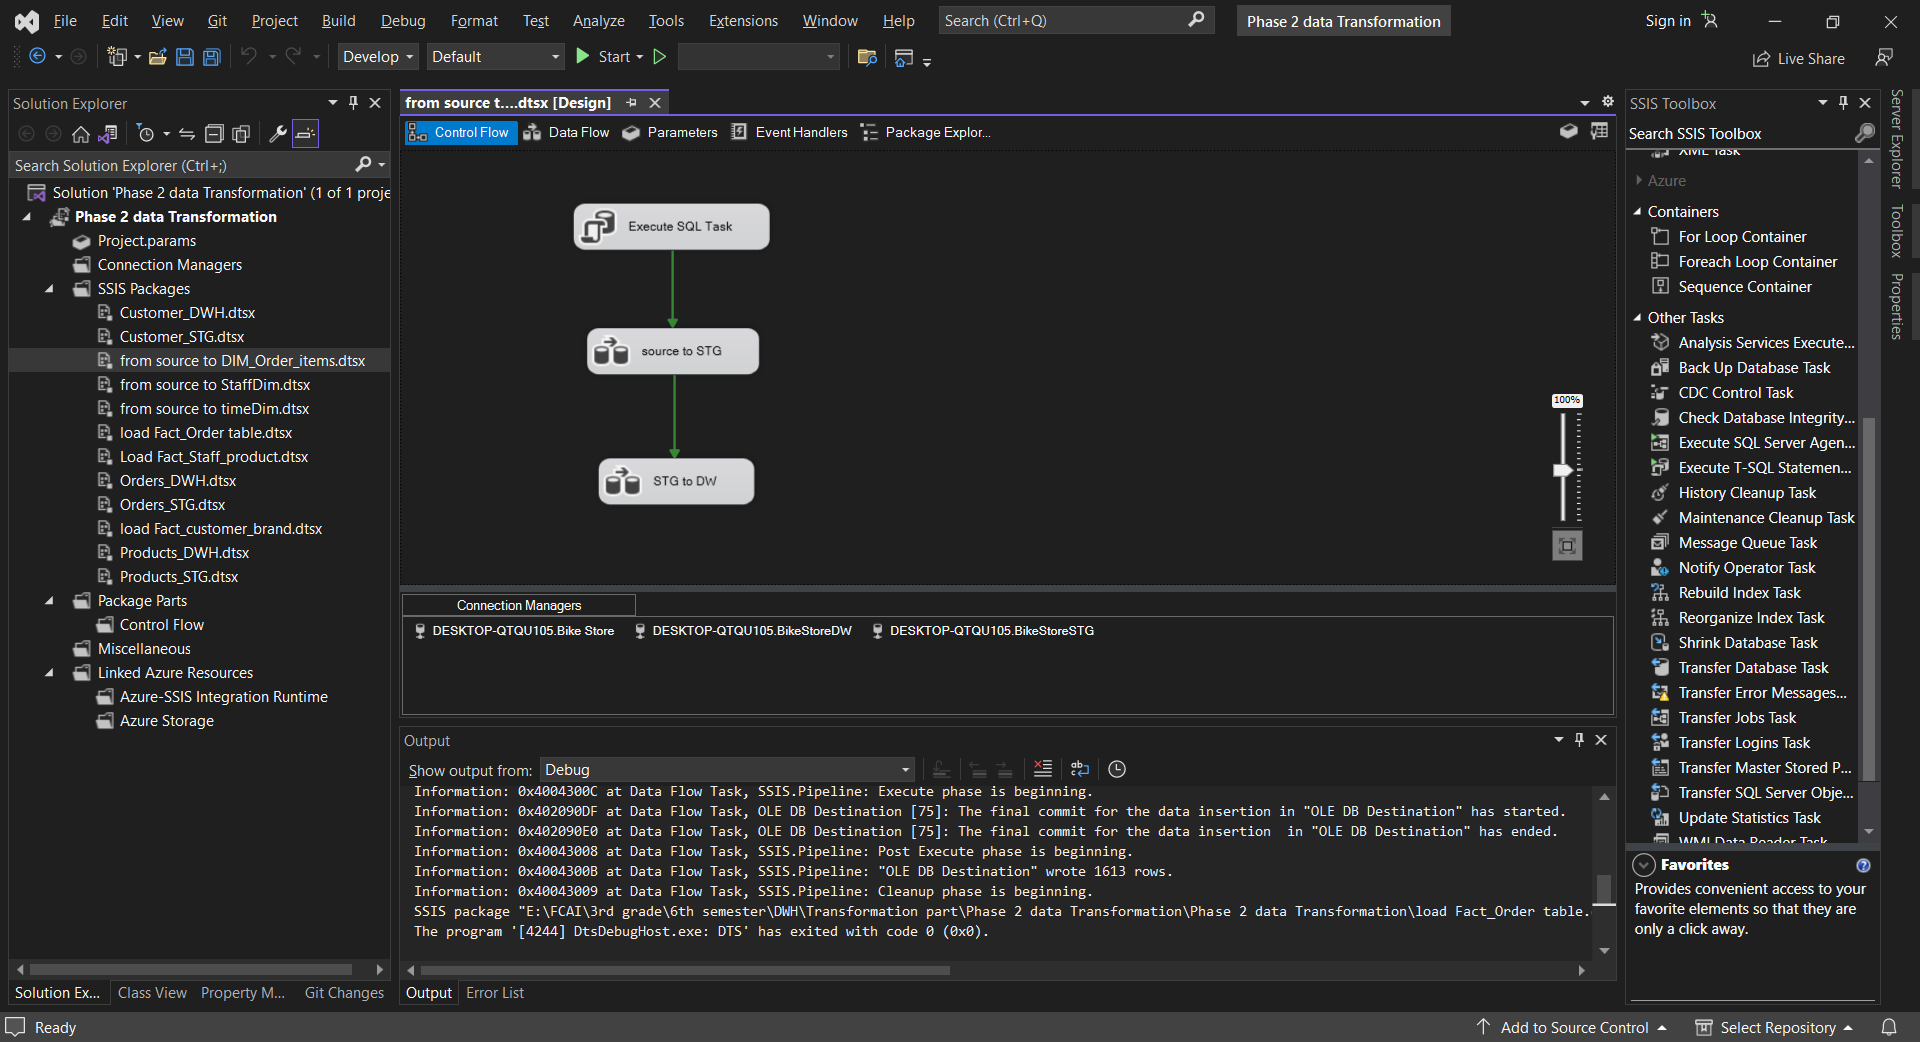 File Edit View Git Project Build Debug Format Test Analyze Tools Extensions Window Help Search (Ctrl+Q) Phase 2 data Transformation Sign in
Develop Default Start Live Share
Solution Explorer
Search Solution Explorer (Ctrl+;)
Solution 'Phase 2 data Transformation' (1 of 1 proje
Phase 2 data Transformation
Project.params
Connection Managers
SSIS Packages
Customer_DWH.dtsx
Customer_STG.dtsx
from source to DIM_Order_items.dtsx
from source to StaffDim.dtsx
from source to timeDim.dtsx
load Fact_Order table.dtsx
Load Fact_Staff_product.dtsx
Orders_DWH.dtsx
Orders_STG.dtsx
load Fact_customer_brand.dtsx
Products_DWH.dtsx
Products_STG.dtsx
Package Parts
Control Flow
Miscellaneous
Linked Azure Resources
Azure-SSIS Integration Runtime
Azure Storage
Solution Ex... Class View Property M... Git Changes
from source t....dtsx [Design]
Control Flow Data Flow Parameters Event Handlers Package Explor...
Execute SQL Task
source to STG
STG to DW
100%
Connection Managers
DESKTOP-QTQU105.Bike Store DESKTOP-QTQU105.BikeStoreDW DESKTOP-QTQU105.BikeStoreSTG
Output
Show output from: Debug
Information: 0x4004300C at Data Flow Task, SSIS.Pipeline: Execute phase is beginning.
Information: 0x402090DF at Data Flow Task, OLE DB Destination [75]: The final commit for the data insertion in "OLE DB Destination" has started.
Information: 0x402090E0 at Data Flow Task, OLE DB Destination [75]: The final commit for the data insertion  in "OLE DB Destination" has ended.
Information: 0x40043008 at Data Flow Task, SSIS.Pipeline: Post Execute phase is beginning.
Information: 0x4004300B at Data Flow Task, SSIS.Pipeline: "OLE DB Destination" wrote 1613 rows.
Information: 0x40043009 at Data Flow Task, SSIS.Pipeline: Cleanup phase is beginning.
SSIS package "E:\FCAI\3rd grade\6th semester\DWH\Transformation part\Phase 2 data Transformation\Phase 2 data Transformation\load Fact_Order table.
The program '[4244] DtsDebugHost.exe: DTS' has exited with code 0 (0x0).
Output Error List
SSIS Toolbox
Search SSIS Toolbox
XML Task
Azure
Containers
For Loop Container
Foreach Loop Container
Sequence Container
Other Tasks
Analysis Services Execute...
Back Up Database Task
CDC Control Task
Check Database Integrity...
Execute SQL Server Agen...
Execute T-SQL Statemen...
History Cleanup Task
Maintenance Cleanup Task
Message Queue Task
Notify Operator Task
Rebuild Index Task
Reorganize Index Task
Shrink Database Task
Transfer Database Task
Transfer Error Messages...
Transfer Jobs Task
Transfer Logins Task
Transfer Master Stored P...
Transfer SQL Server Obje...
Update Statistics Task
WMI Data Reader Task
Favorites
Provides convenient access to your
favorite elements so that they are
only a click away.
Server Explorer
Toolbox
Properties
Ready Add to Source Control Select Repository